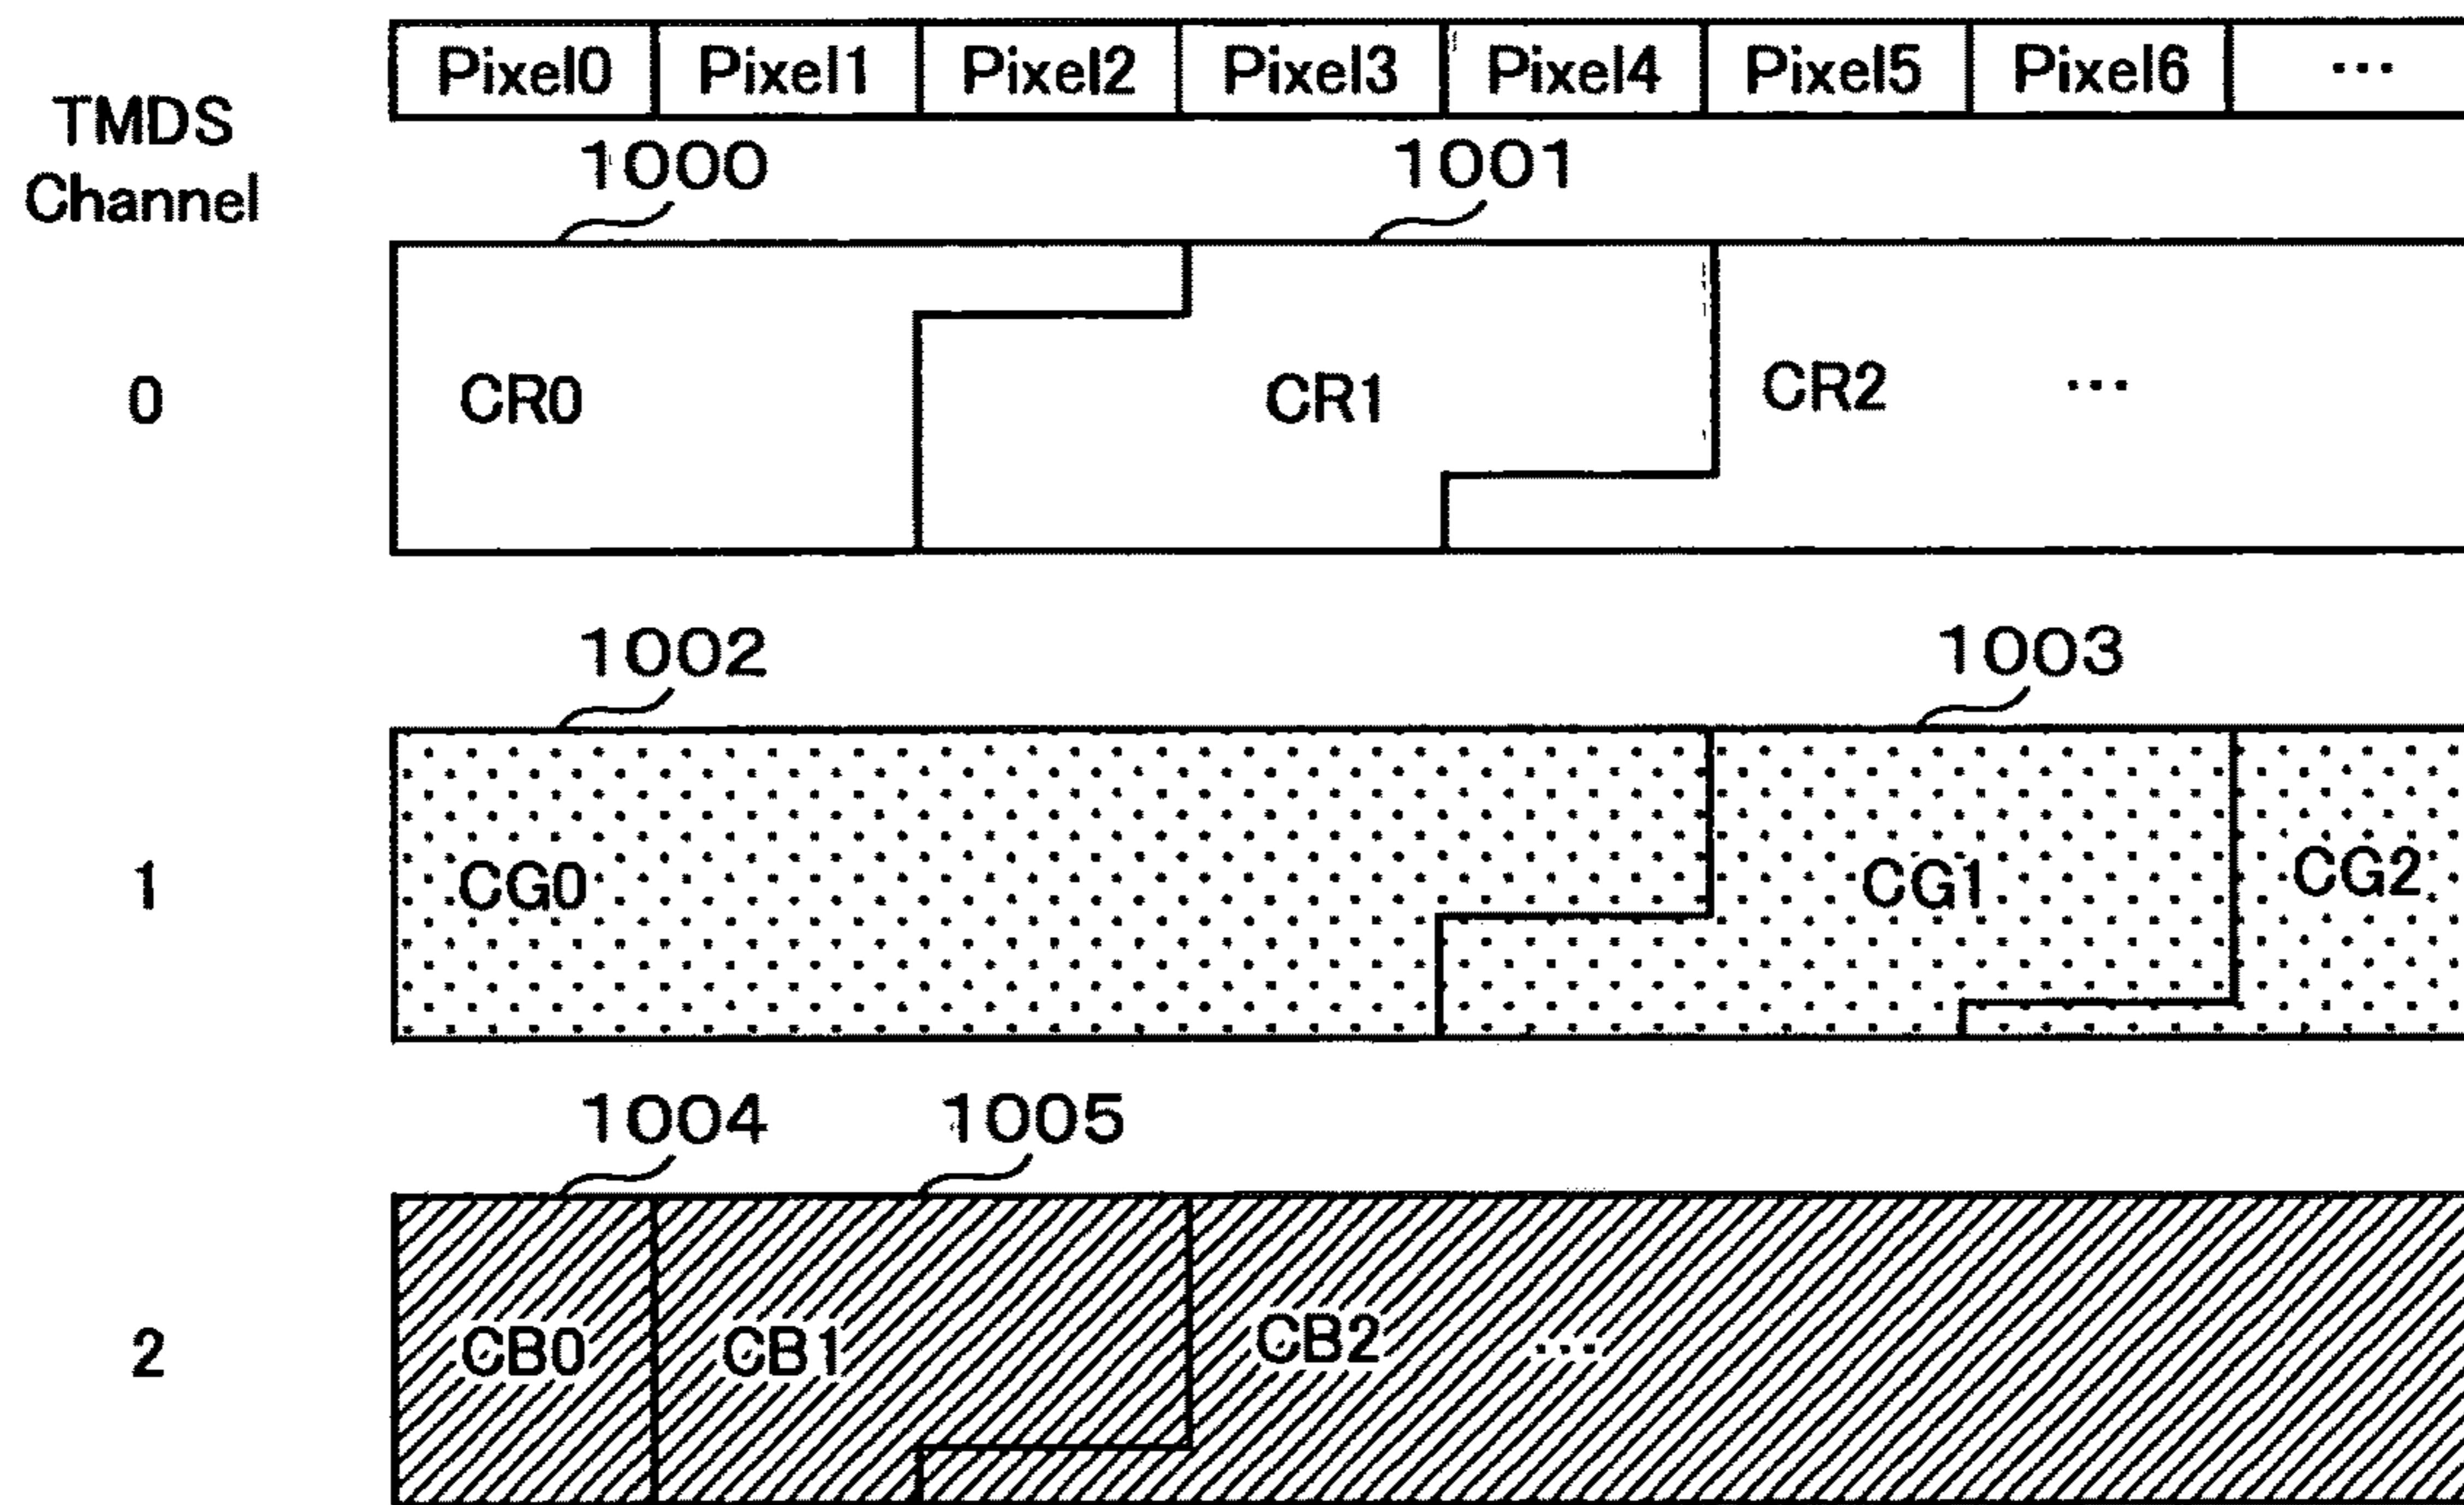 Pixel0 Pixel1 Pixel2 Pixel3 Pixel4 Pixel5 Pixel6 ...
TMDS
Channel
1000 1001
0 CR0 CR1 CR2 ...
1002 1003
1 CG0 CG1 CG2
1004 1005
2 CB0 CB1 CB2 ...